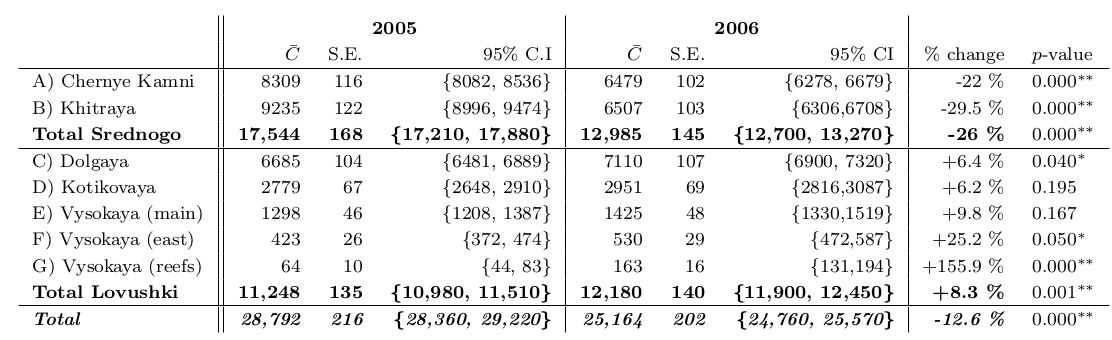 2005 2006
C̄ S.E. 95% C.I C̄ S.E. 95% CI % change p-value
A) Chernye Kamni 8309 116 {8082, 8536} 6479 102 {6278, 6679} -22 % 0.000**
B) Khitraya 9235 122 {8996, 9474} 6507 103 {6306,6708} -29.5 % 0.000**
Total Srednogo 17,544 168 {17,210, 17,880} 12,985 145 {12,700, 13,270} -26 % 0.000**
C) Dolgaya 6685 104 {6481, 6889} 7110 107 {6900, 7320} +6.4 % 0.040*
D) Kotikovaya 2779 67 {2648, 2910} 2951 69 {2816,3087} +6.2 % 0.195
E) Vysokaya (main) 1298 46 {1208, 1387} 1425 48 {1330,1519} +9.8 % 0.167
F) Vysokaya (east) 423 26 {372, 474} 530 29 {472,587} +25.2 % 0.050*
G) Vysokaya (reefs) 64 10 {44, 83} 163 16 {131,194} +155.9 % 0.000**
Total Lovushki 11,248 135 {10,980, 11,510} 12,180 140 {11,900, 12,450} +8.3 % 0.001**
Total 28,792 216 {28,360, 29,220} 25,164 202 {24,760, 25,570} -12.6 % 0.000**